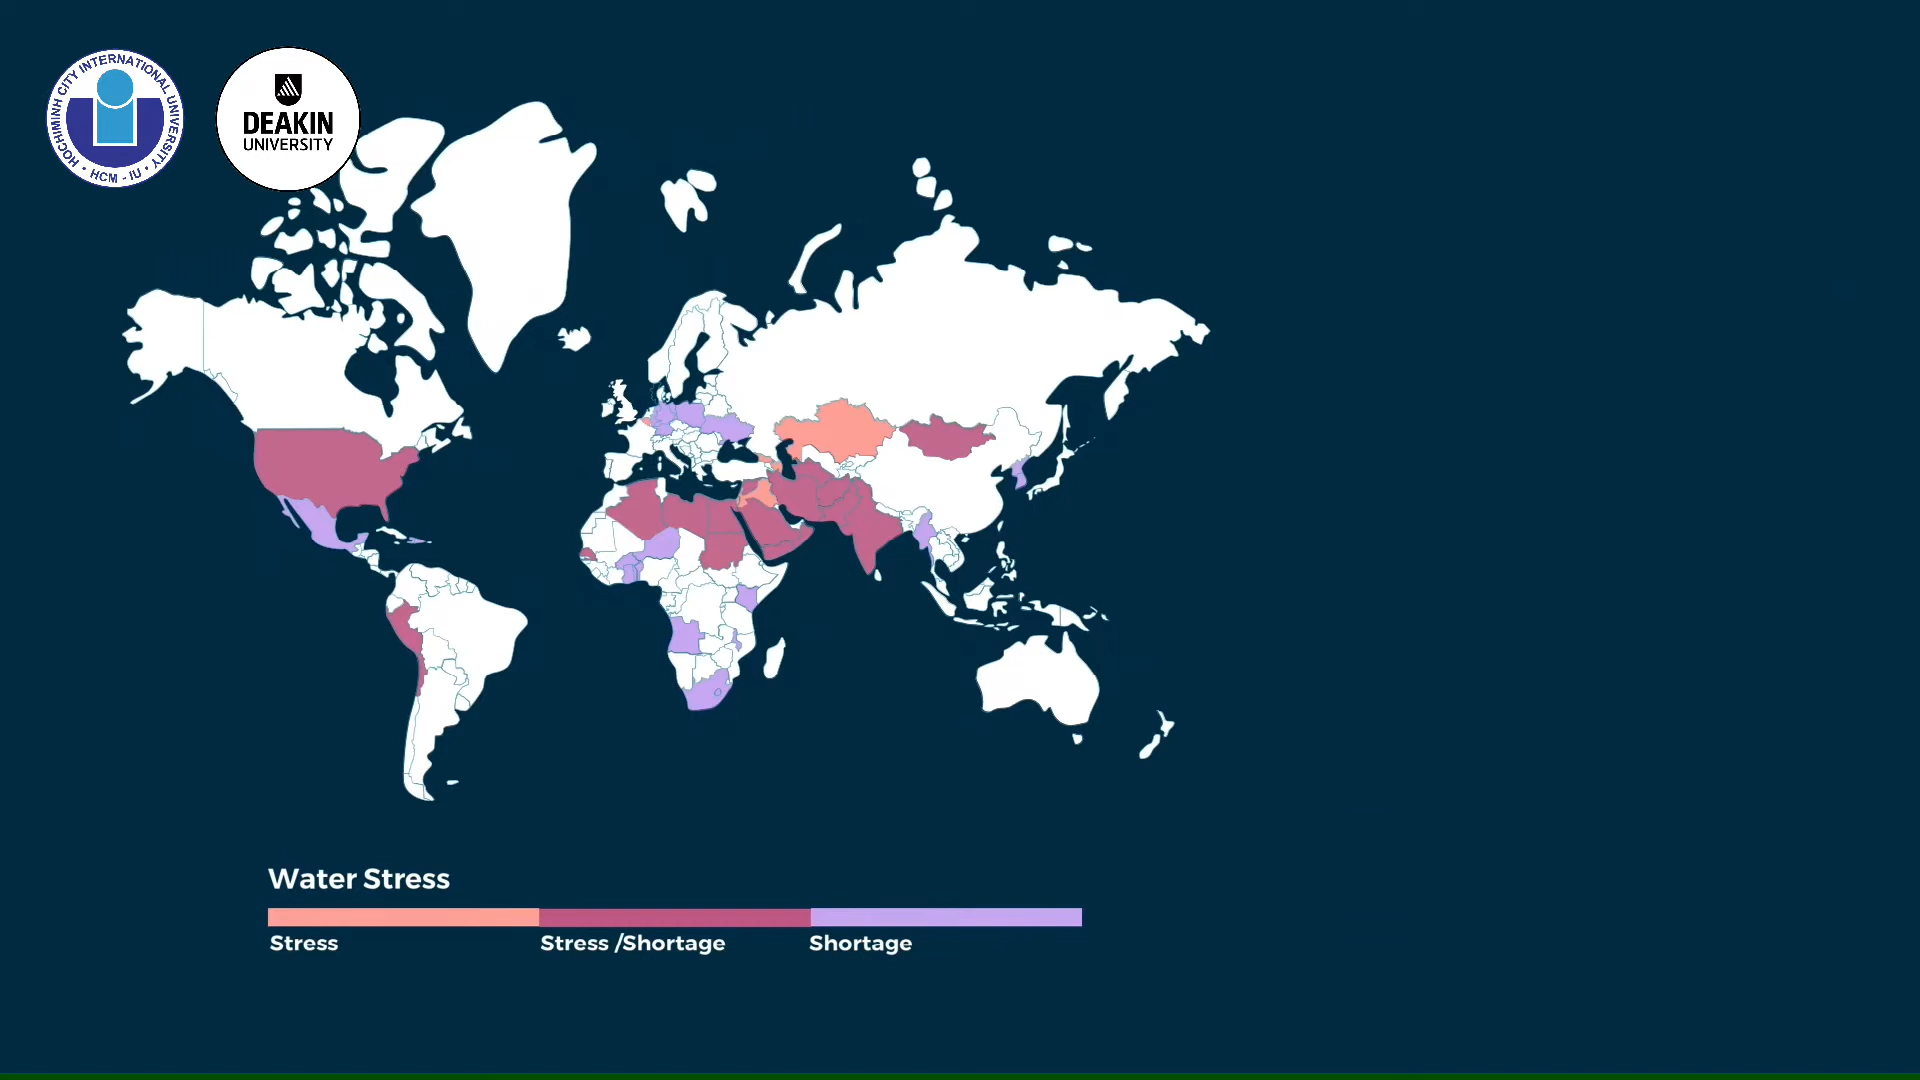 HOCHIMINH CITY INTERNATIONAL UNIVERSITY
• HCM - IU •
DEAKIN
UNIVERSITY
Water Stress
Stress
Stress /Shortage
Shortage